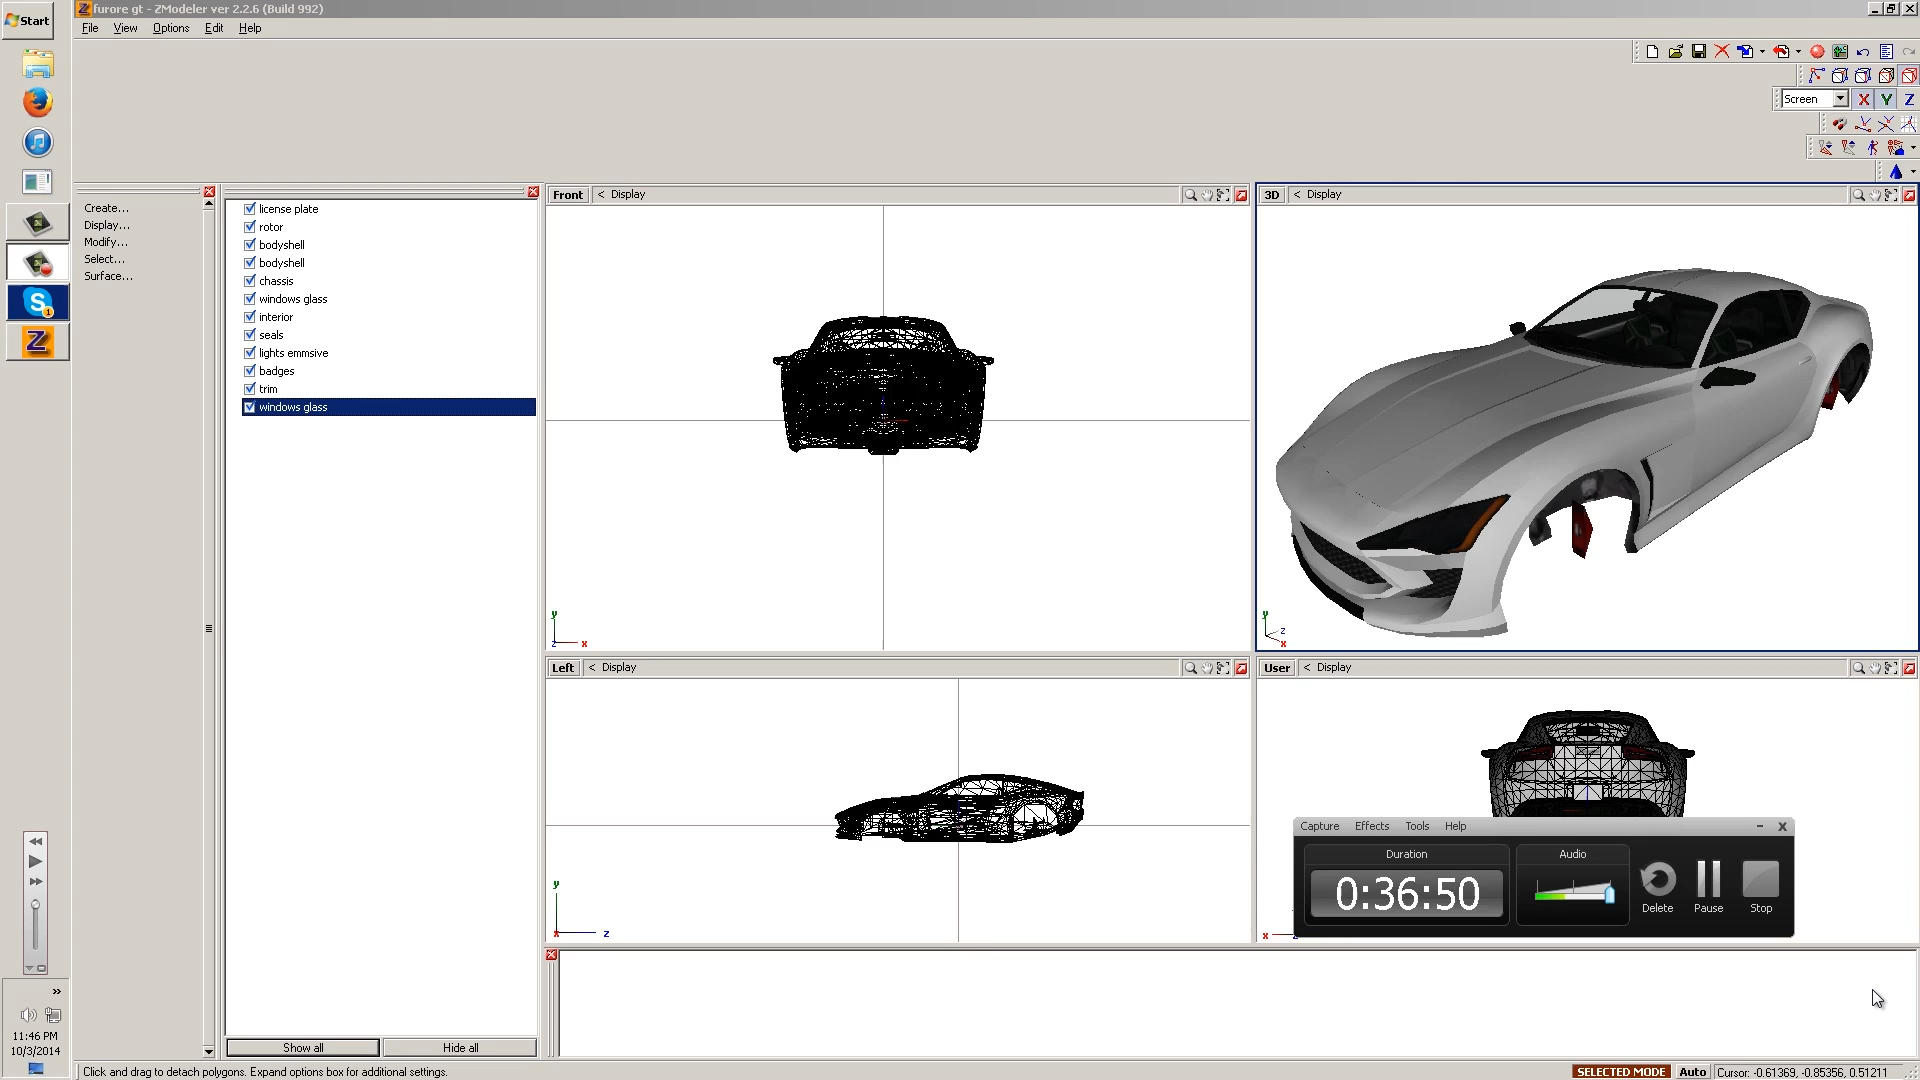 Start
furore gt - ZModeler ver 2.2.6 (Build 992)
File View Options Edit Help
Screen
X Y Z
Create...
Display...
Modify...
Select...
Surface...
license plate
rotor
bodyshell
bodyshell
chassis
windows glass
interior
seals
lights emmsive
badges
trim
windows glass
Show all
Hide all
Front < Display
y
z x
3D < Display
y
z
x
Left < Display
y
x z
User < Display
x z
Capture Effects Tools Help
Duration
0:36:50
Audio
Delete
Pause
Stop
S
1
Z
»
11:46 PM
10/3/2014
Click and drag to detach polygons. Expand options box for additional settings.
SELECTED MODE
Auto
Cursor: -0.61369, -0.85356, 0.51211